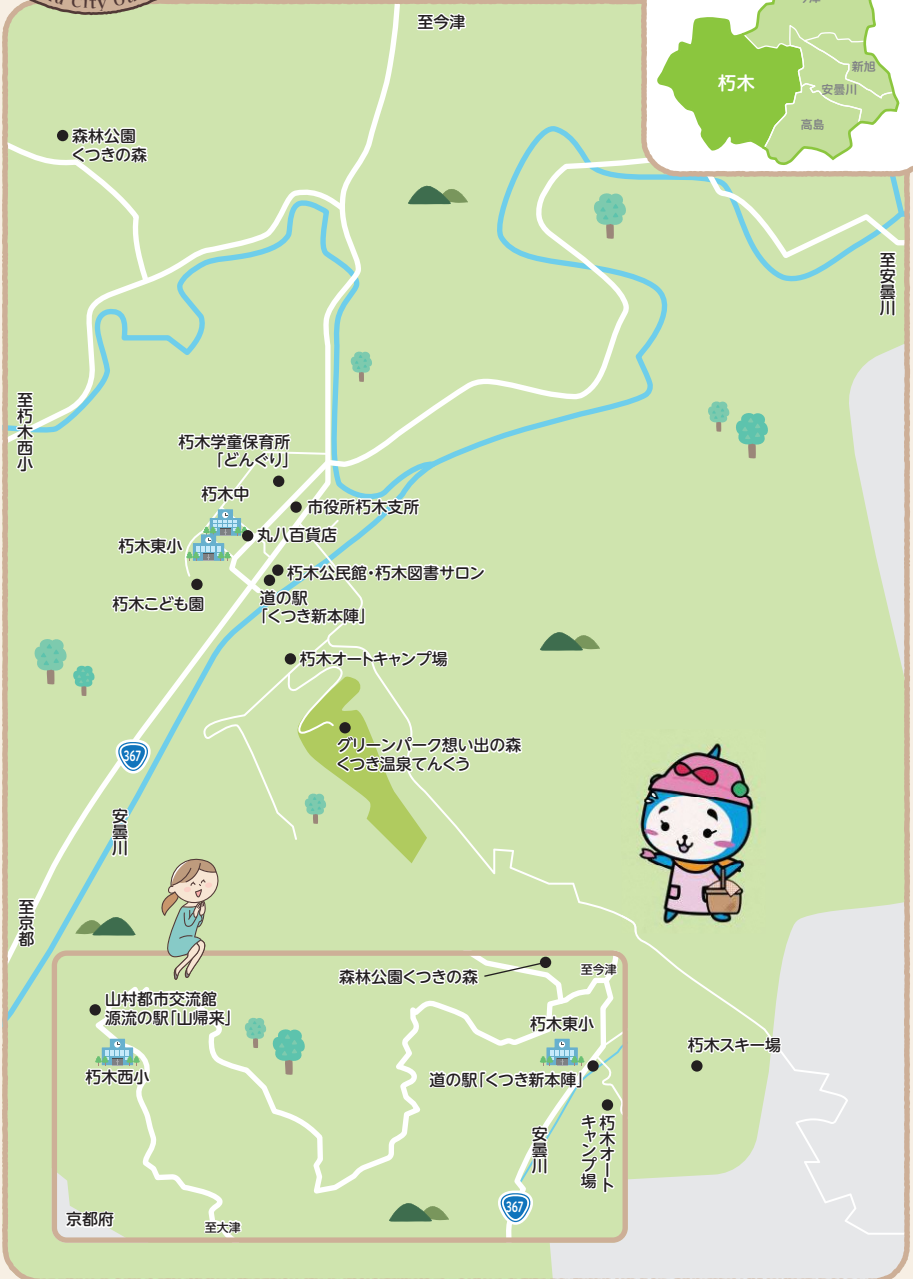 City Gu
至今津
今津
朽木
新旭
安曇川
高島
森林公園
くつきの森
至安曇川
至朽木西小
朽木学童保育所
「どんぐり」
朽木中
市役所朽木支所
丸八百貨店
朽木東小
朽木公民館・朽木図書サロン
朽木こども園
道の駅
「くつき新本陣」
朽木オートキャンプ場
グリーンパーク想い出の森
くつき温泉てんくう
367
安曇川
至京都
森林公園くつきの森
至今津
山村都市交流館
源流の駅「山帰来」
朽木東小
朽木西小
道の駅「くつき新本陣」
朽木オート
キャンプ場
安曇川
367
京都府
至大津
朽木スキー場